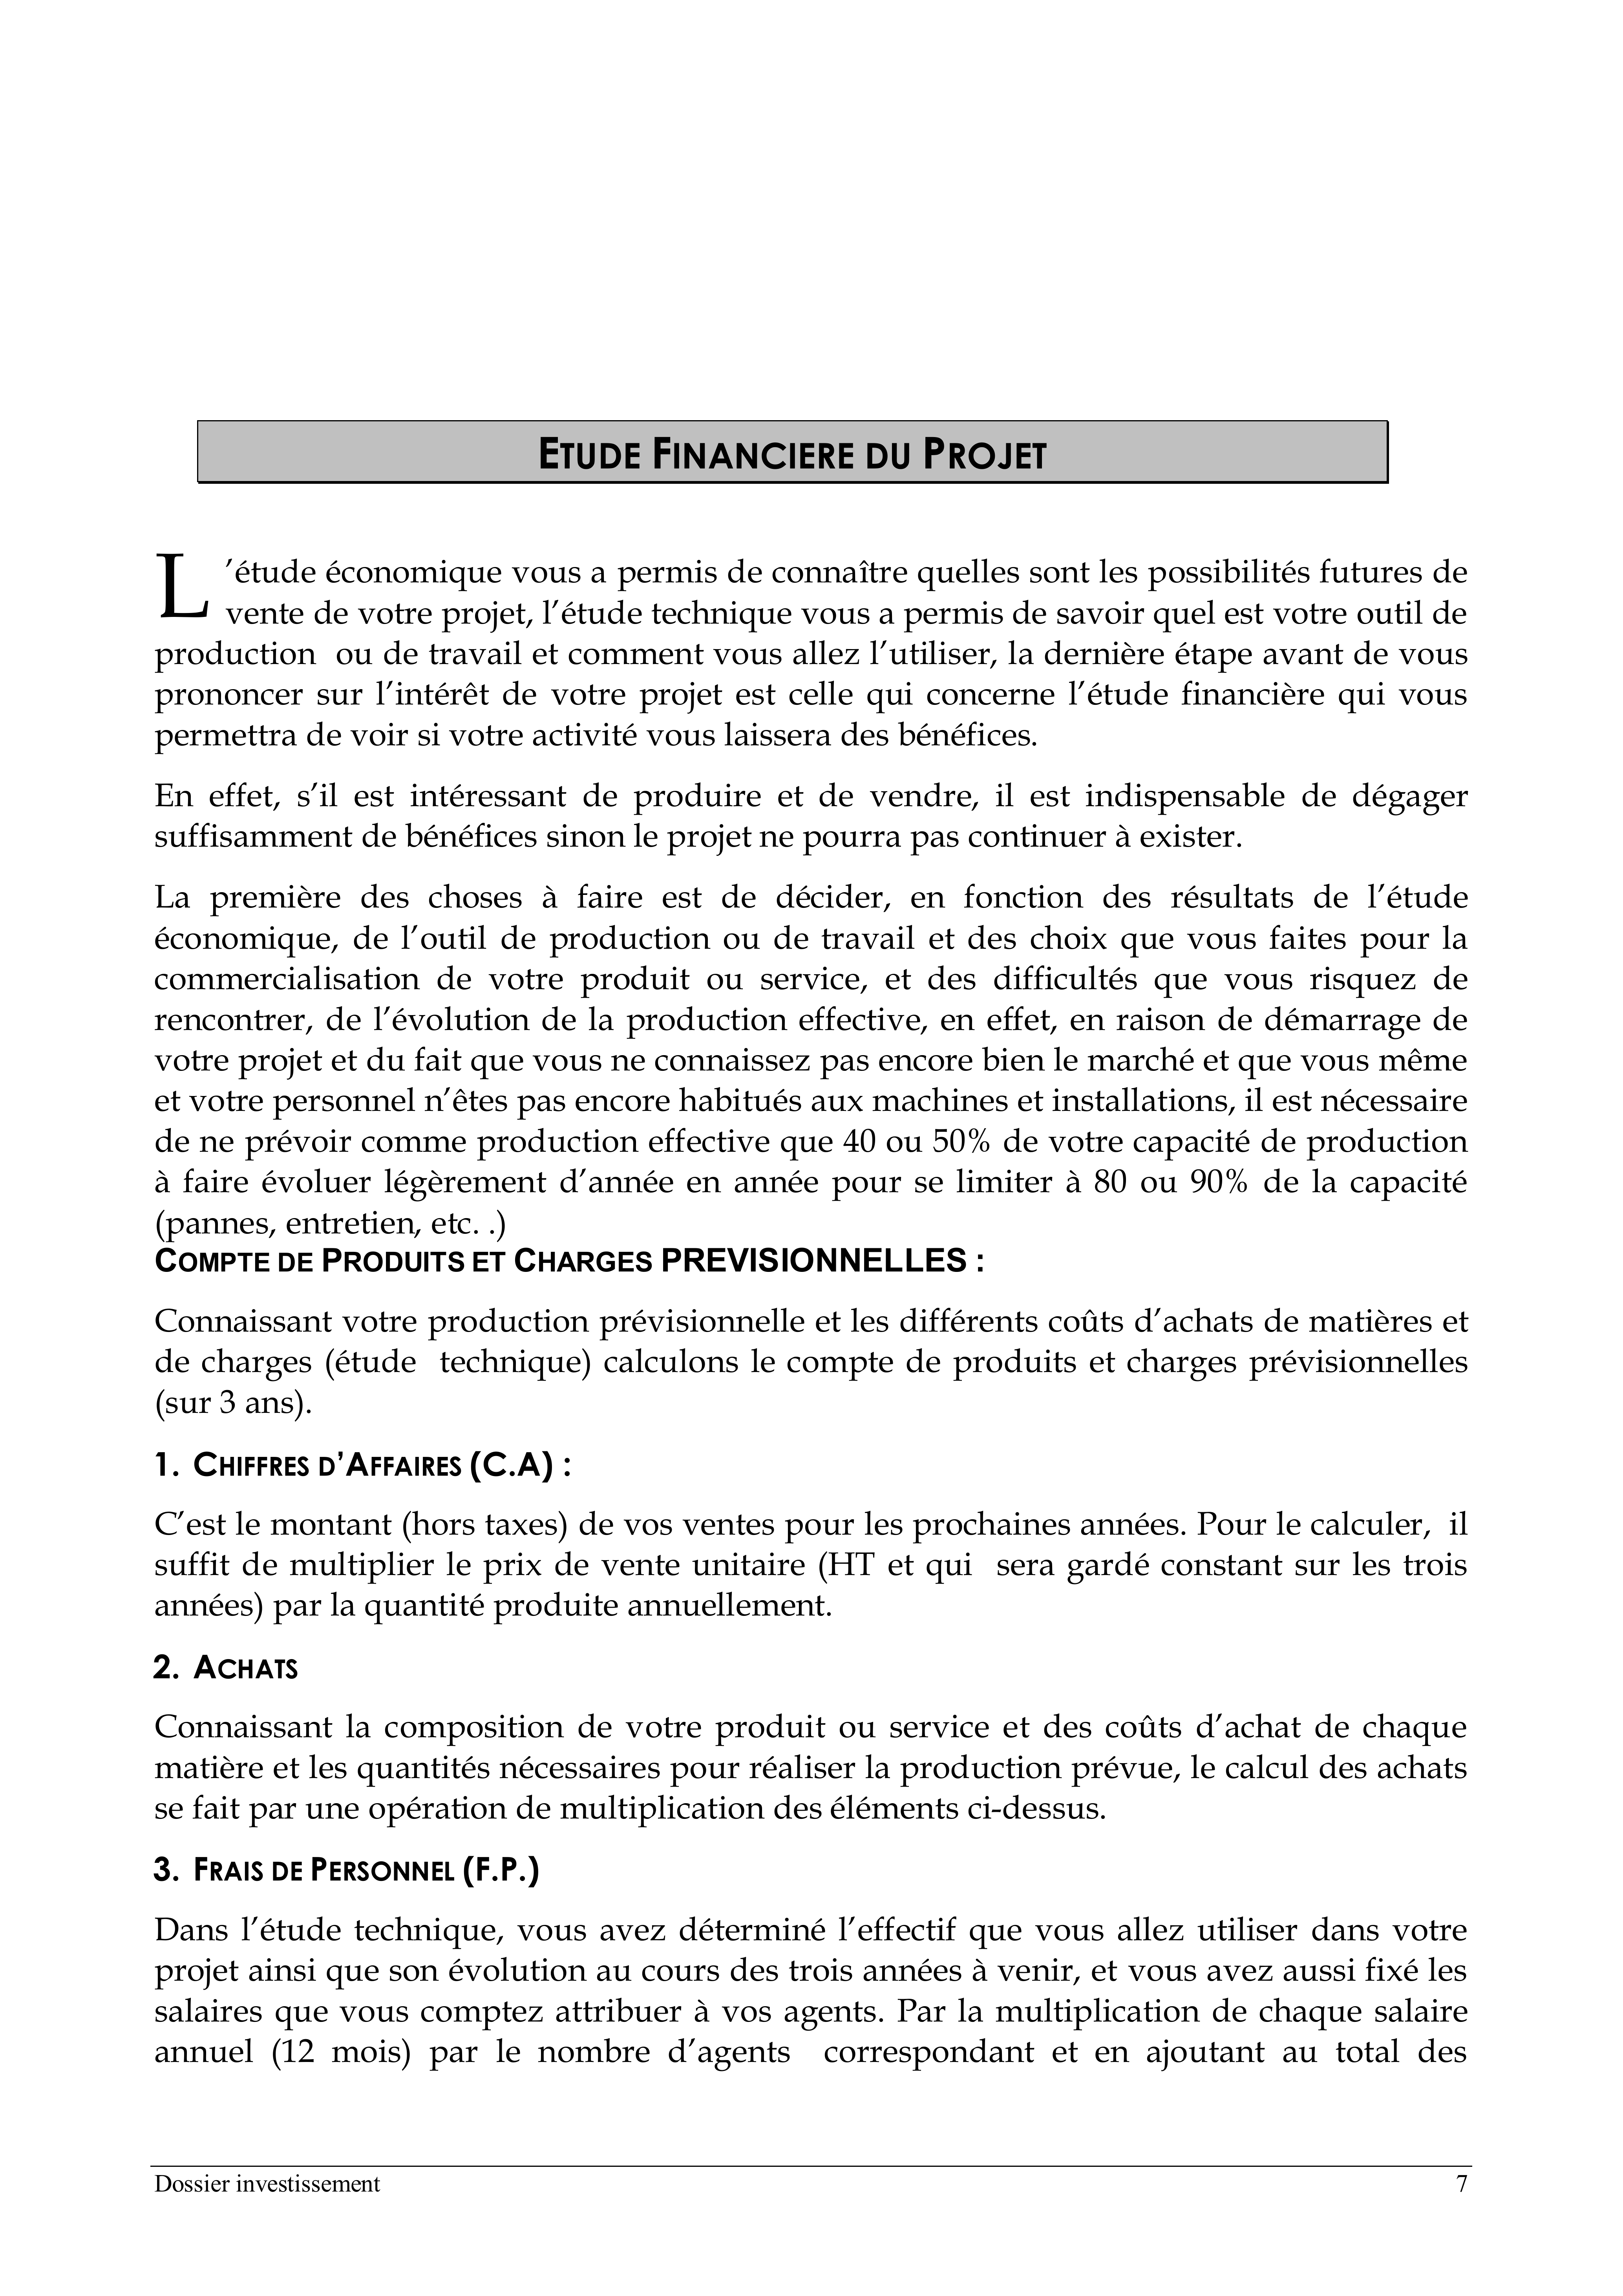 ETUDE FINANCIERE DU PROJET
L’étude économique vous a permis de connaître quelles sont les possibilités futures de
vente de votre projet, l’étude technique vous a permis de savoir quel est votre outil de
production ou de travail et comment vous allez l’utiliser, la dernière étape avant de vous
prononcer sur l’intérêt de votre projet est celle qui concerne l’étude financière qui vous
permettra de voir si votre activité vous laissera des bénéfices.
En effet, s’il est intéressant de produire et de vendre, il est indispensable de dégager
suffisamment de bénéfices sinon le projet ne pourra pas continuer à exister.
La première des choses à faire est de décider, en fonction des résultats de l’étude
économique, de l’outil de production ou de travail et des choix que vous faites pour la
commercialisation de votre produit ou service, et des difficultés que vous risquez de
rencontrer, de l’évolution de la production effective, en effet, en raison de démarrage de
votre projet et du fait que vous ne connaissez pas encore bien le marché et que vous même
et votre personnel n’êtes pas encore habitués aux machines et installations, il est nécessaire
de ne prévoir comme production effective que 40 ou 50% de votre capacité de production
à faire évoluer légèrement d’année en année pour se limiter à 80 ou 90% de la capacité
(pannes, entretien, etc. .)
COMPTE DE PRODUITS ET CHARGES PREVISIONNELLES :
Connaissant votre production prévisionnelle et les différents coûts d’achats de matières et
de charges (étude technique) calculons le compte de produits et charges prévisionnelles
(sur 3 ans).
1. CHIFFRES D’AFFAIRES (C.A) :
C’est le montant (hors taxes) de vos ventes pour les prochaines années. Pour le calculer, il
suffit de multiplier le prix de vente unitaire (HT et qui sera gardé constant sur les trois
années) par la quantité produite annuellement.
2. ACHATS
Connaissant la composition de votre produit ou service et des coûts d’achat de chaque
matière et les quantités nécessaires pour réaliser la production prévue, le calcul des achats
se fait par une opération de multiplication des éléments ci-dessus.
3. FRAIS DE PERSONNEL (F.P.)
Dans l’étude technique, vous avez déterminé l’effectif que vous allez utiliser dans votre
projet ainsi que son évolution au cours des trois années à venir, et vous avez aussi fixé les
salaires que vous comptez attribuer à vos agents. Par la multiplication de chaque salaire
annuel (12 mois) par le nombre d’agents correspondant et en ajoutant au total des
Dossier investissement 7